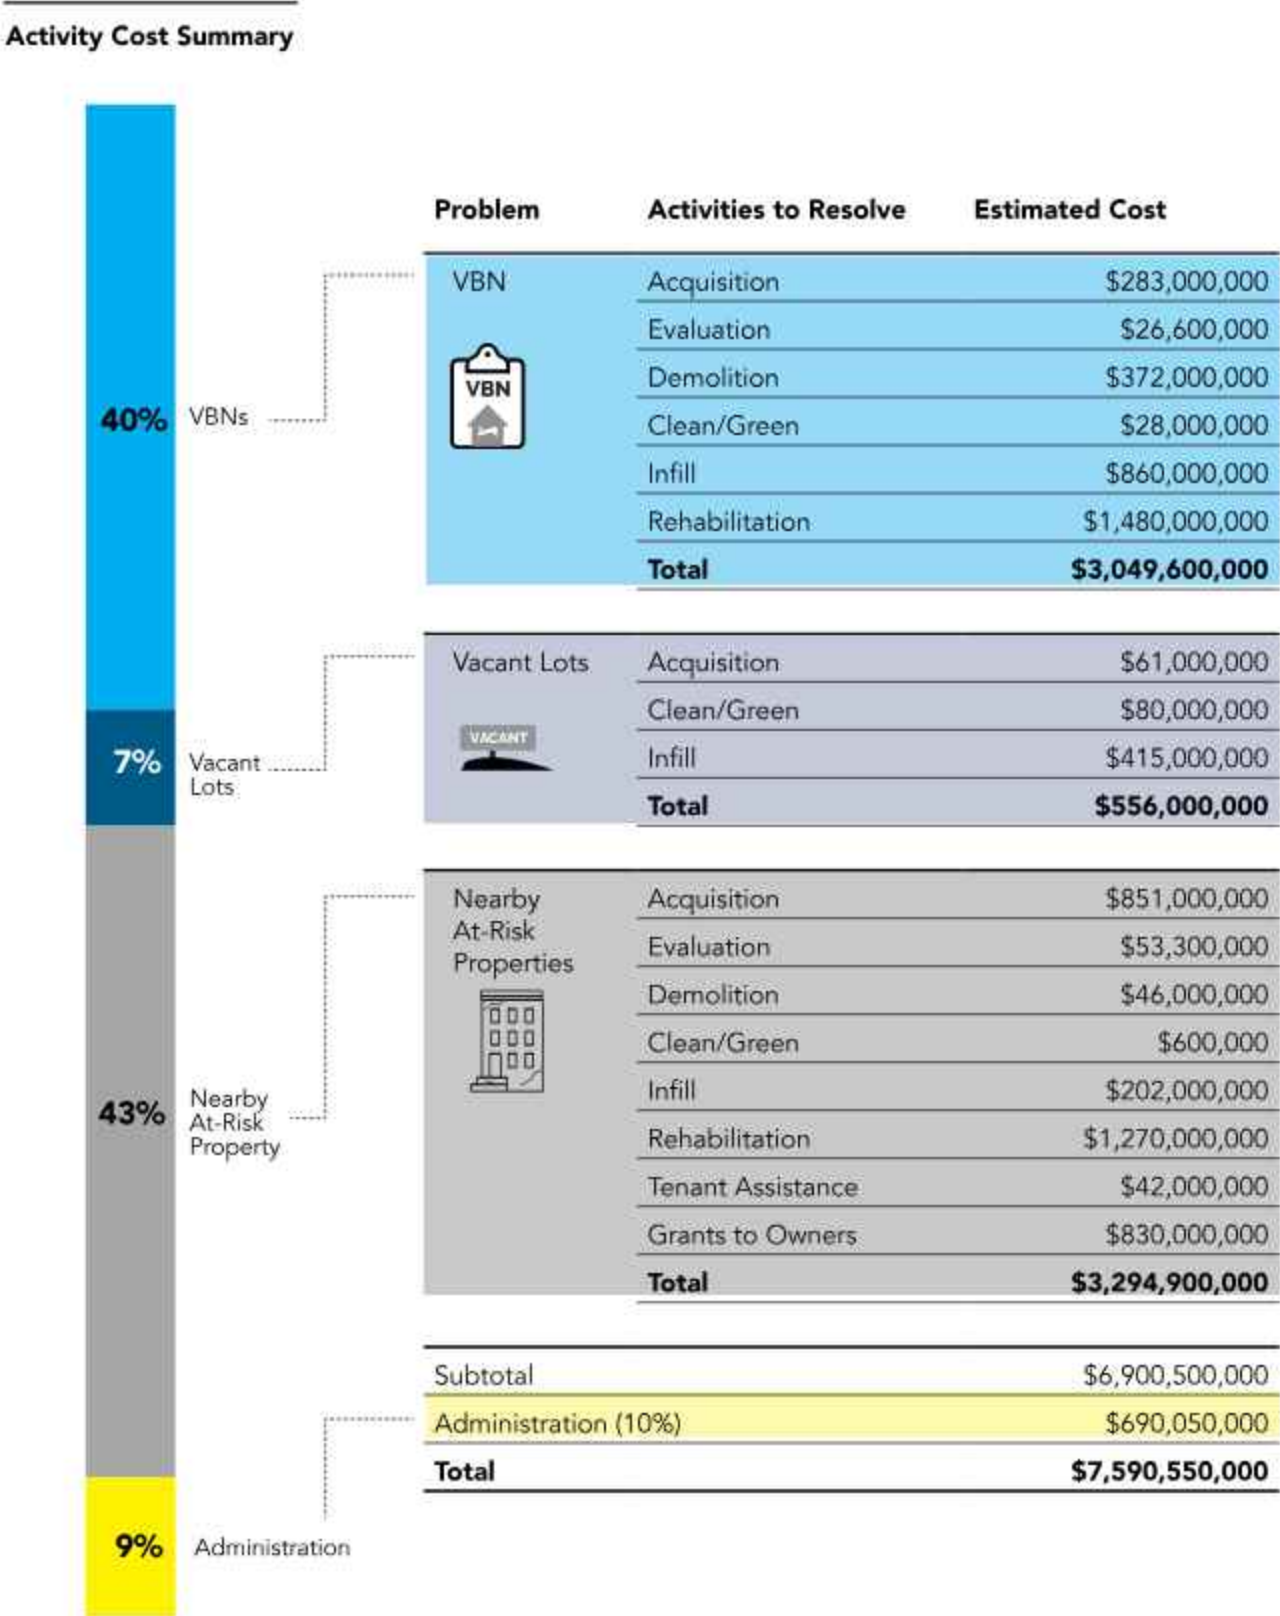 Activity Cost Summary
Problem Activities to Resolve Estimated Cost
VBN Acquisition $283,000,000
Evaluation $26,600,000
Demolition $372,000,000
VBN
Clean/Green $28,000,000
40% VBNs
Infill $860,000,000
Rehabilitation $1,480,000,000
Total $3,049,600,000
Vacant Lots Acquisition $61,000,000
Clean/Green $80,000,000
VACANT
Infill $415,000,000
7% Vacant
Lots
Total $556,000,000
Nearby Acquisition $851,000,000
At-Risk
Properties
Evaluation $53,300,000
Demolition $46,000,000
Clean/Green $600,000
Infill $202,000,000
43% Nearby
At-Risk
Property
Rehabilitation $1,270,000,000
Tenant Assistance $42,000,000
Grants to Owners $830,000,000
Total $3,294,900,000
Subtotal $6,900,500,000
Administration (10%) $690,050,000
Total $7,590,550,000
9% Administration